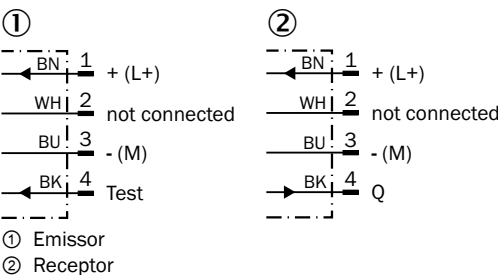 ①
BN 1 + (L+)
WH 2 not connected
BU 3 - (M)
BK 4 Test
②
BN 1 + (L+)
WH 2 not connected
BU 3 - (M)
BK 4 Q
① Emissor
② Receptor